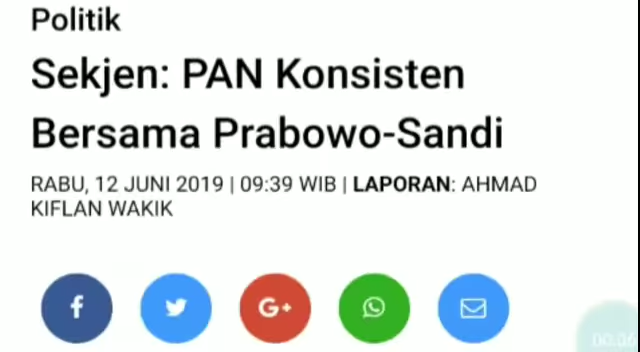 Politik
Sekjen: PAN Konsisten
Bersama Prabowo-Sandi
RABU, 12 JUNI 2019 | 09:39 WIB | LAPORAN: AHMAD
KIFLAN WAKIK
f G+